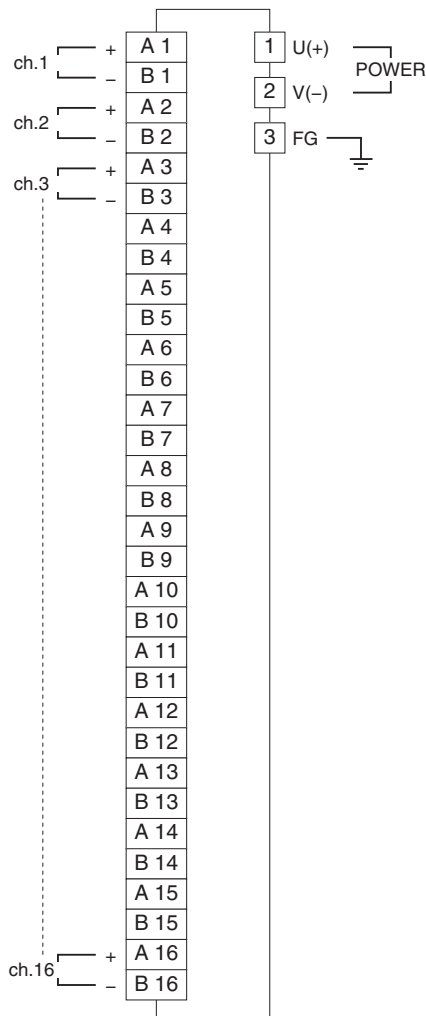 ch.1 + A 1
− B 1
ch.2 + A 2
− B 2
ch.3 + A 3
− B 3
A 4
B 4
A 5
B 5
A 6
B 6
A 7
B 7
A 8
B 8
A 9
B 9
A 10
B 10
A 11
B 11
A 12
B 12
A 13
B 13
A 14
B 14
A 15
B 15
ch.16 + A 16
− B 16
1 U(+)
POWER
2 V(−)
3 FG